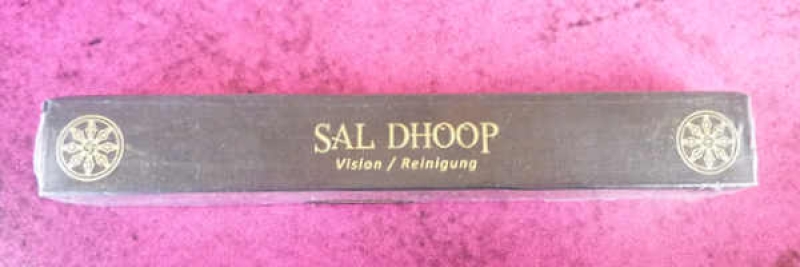 SAL DHOOP
Vision / Reinigung